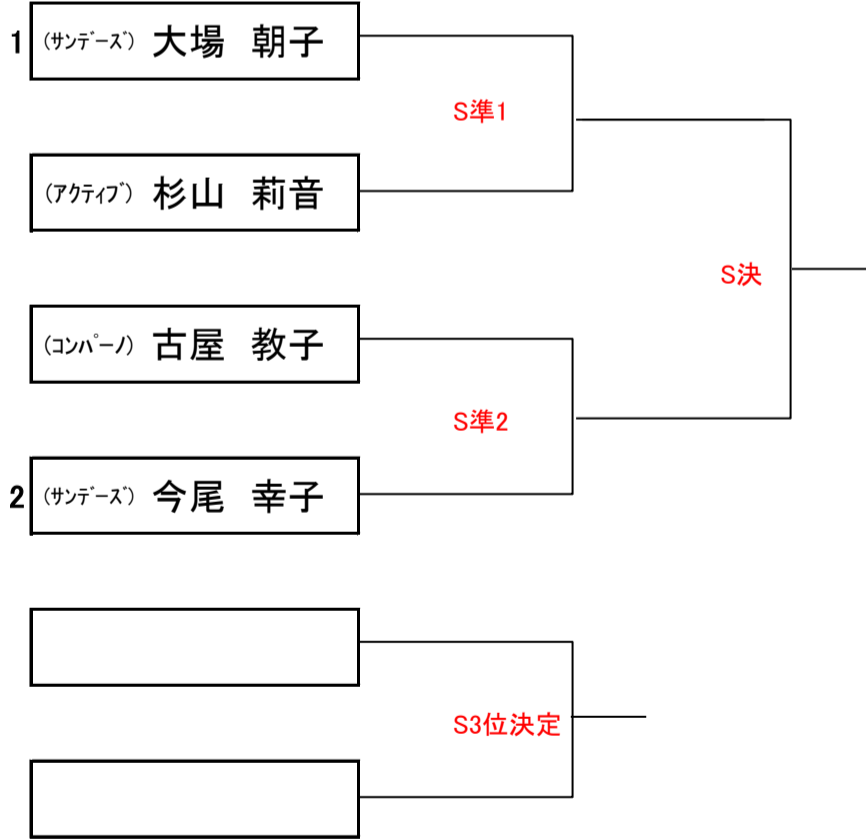 1 (ｻﾝﾃﾞｰｽﾞ) 大場　朝子
S準1
(ｱｸﾃｨﾌﾞ) 杉山　莉音
S決
(ｺﾝﾊﾟｰﾉ) 古屋　教子
S準2
2 (ｻﾝﾃﾞｰｽﾞ) 今尾　幸子
S3位決定